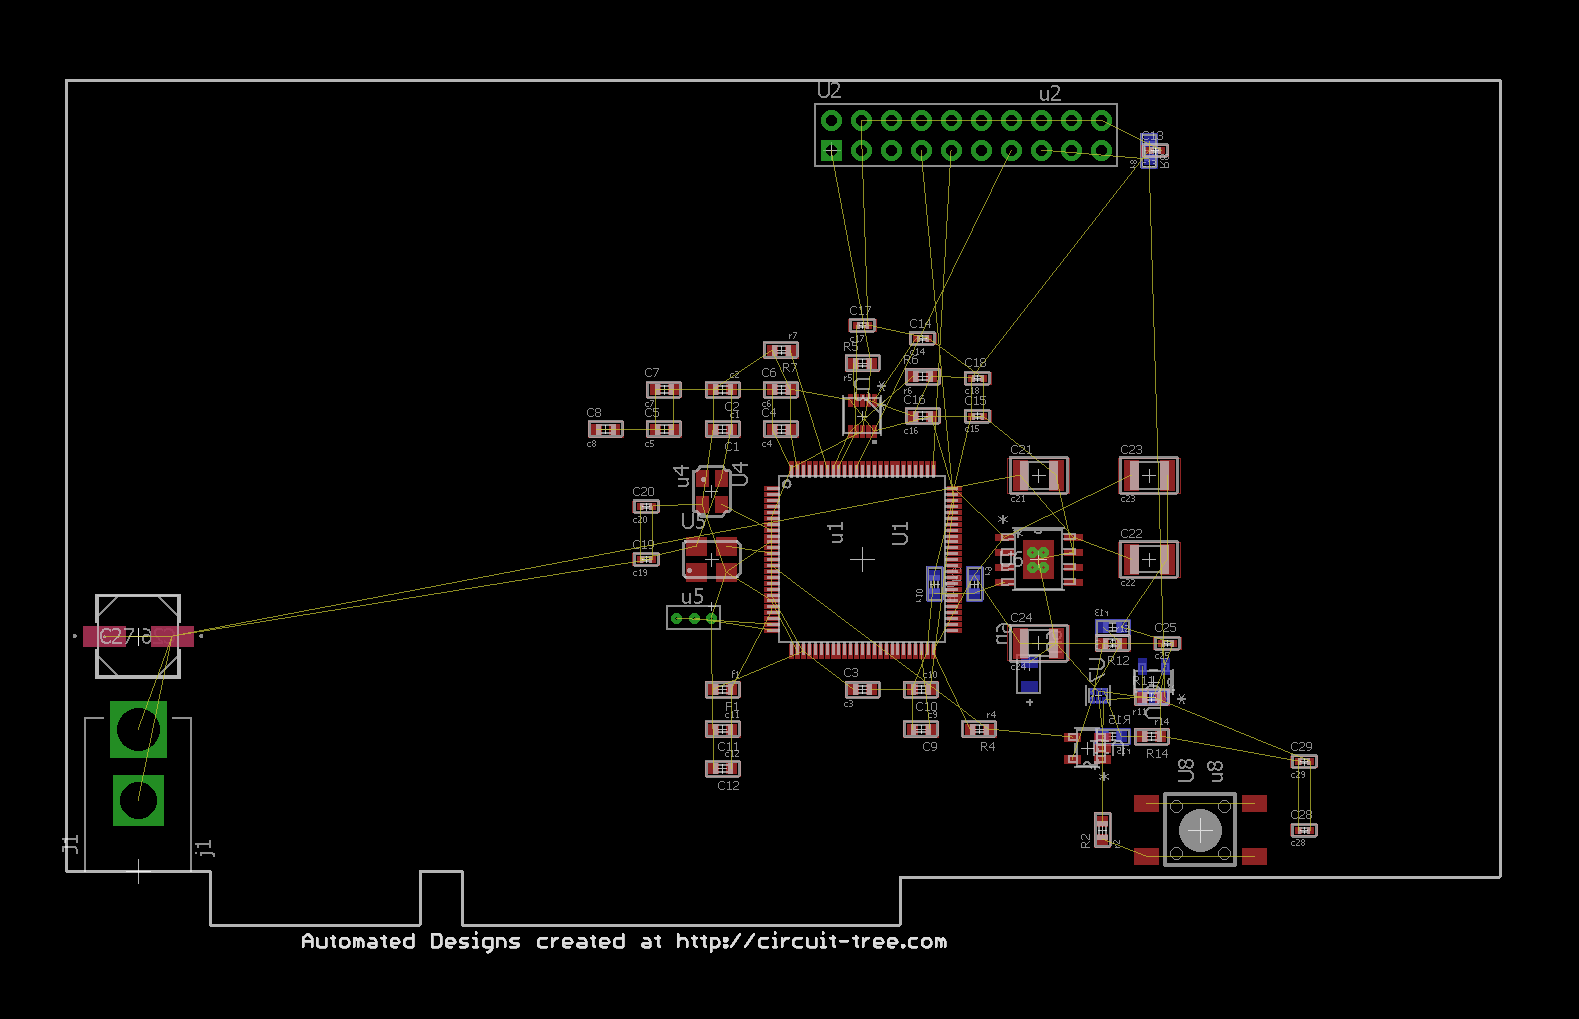 U2
u2
C13
C17
c17
C14
c14
r7
R7
R5
r5
R6
r6
C18
c18
C7
c7
c2
C2
C6
c6
C16
c16
C15
c15
C8
c8
C5
c5
c1
C1
C4
c4
u4
U4
C21
c21
C23
c23
C20
c20
U5
u1
U1
C19
c19
U6
C22
c22
u5
C27
C24
c24
r13
C25
c25
R12
f1
F1
C3
c3
c10
C10
R11
r11
c11
C11
c9
C9
r4
R4
R15
r14
R14
c12
C12
C29
c29
U8
u8
J1
j1
R2
r2
C28
c28
Automated Designs created at http://circuit-tree.com